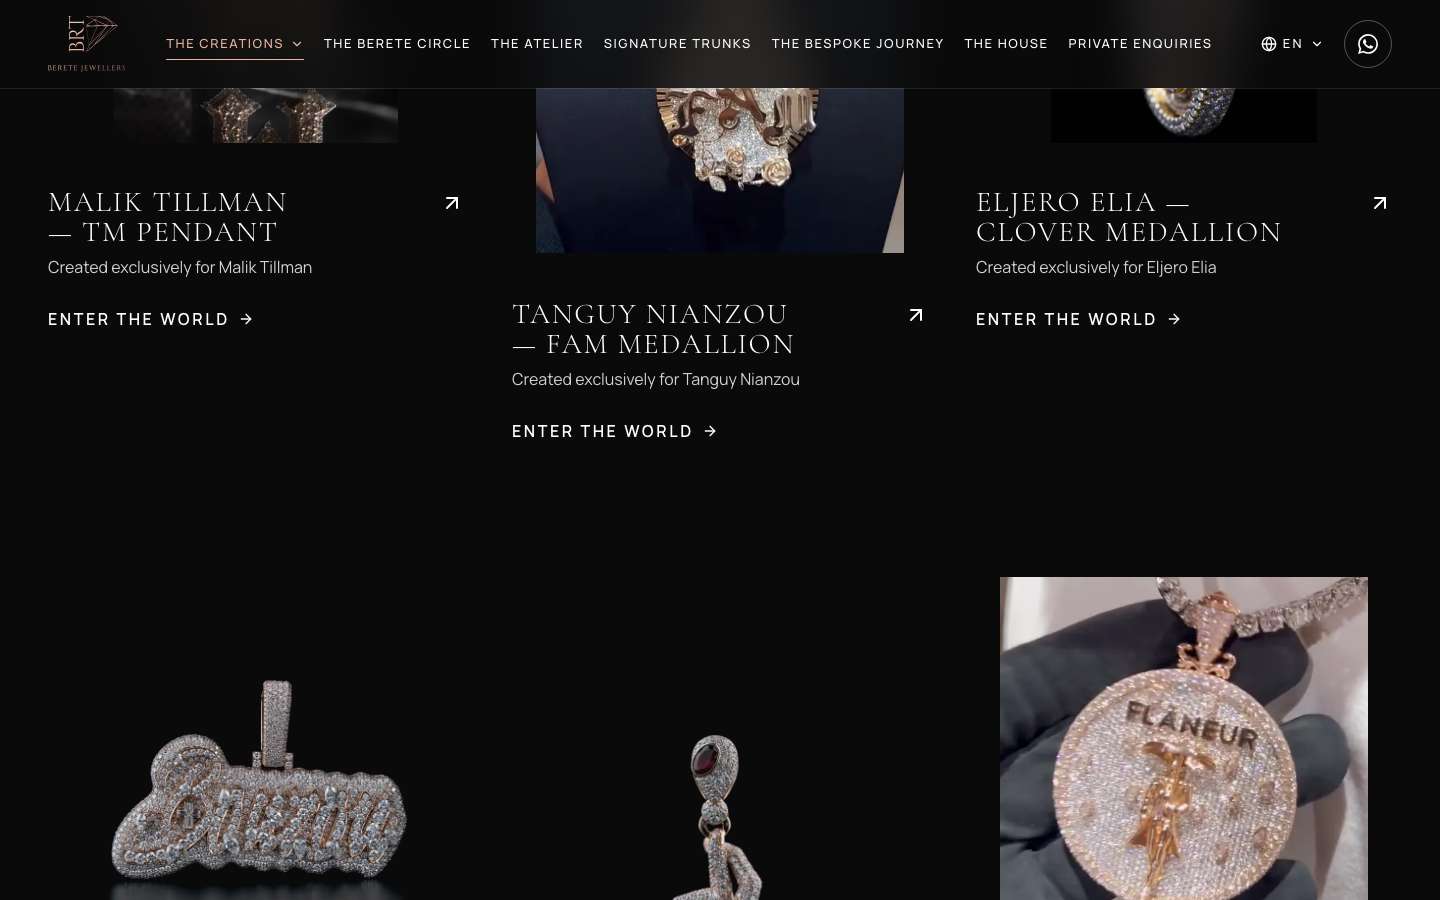 BRT
BERETE JEWELLERS
THE CREATIONS
THE BERETE CIRCLE
THE ATELIER
SIGNATURE TRUNKS
THE BESPOKE JOURNEY
THE HOUSE
PRIVATE ENQUIRIES
EN
MALIK TILLMAN
— TM PENDANT
Created exclusively for Malik Tillman
ENTER THE WORLD
TANGUY NIANZOU
— FAM MEDALLION
Created exclusively for Tanguy Nianzou
ENTER THE WORLD
ELJERO ELIA —
CLOVER MEDALLION
Created exclusively for Eljero Elia
ENTER THE WORLD
FLANEUR